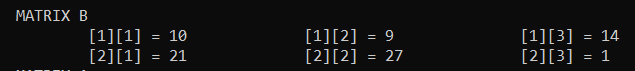 MATRIX B
[1][1] = 10 [1][2] = 9 [1][3] = 14
[2][1] = 21 [2][2] = 27 [2][3] = 1